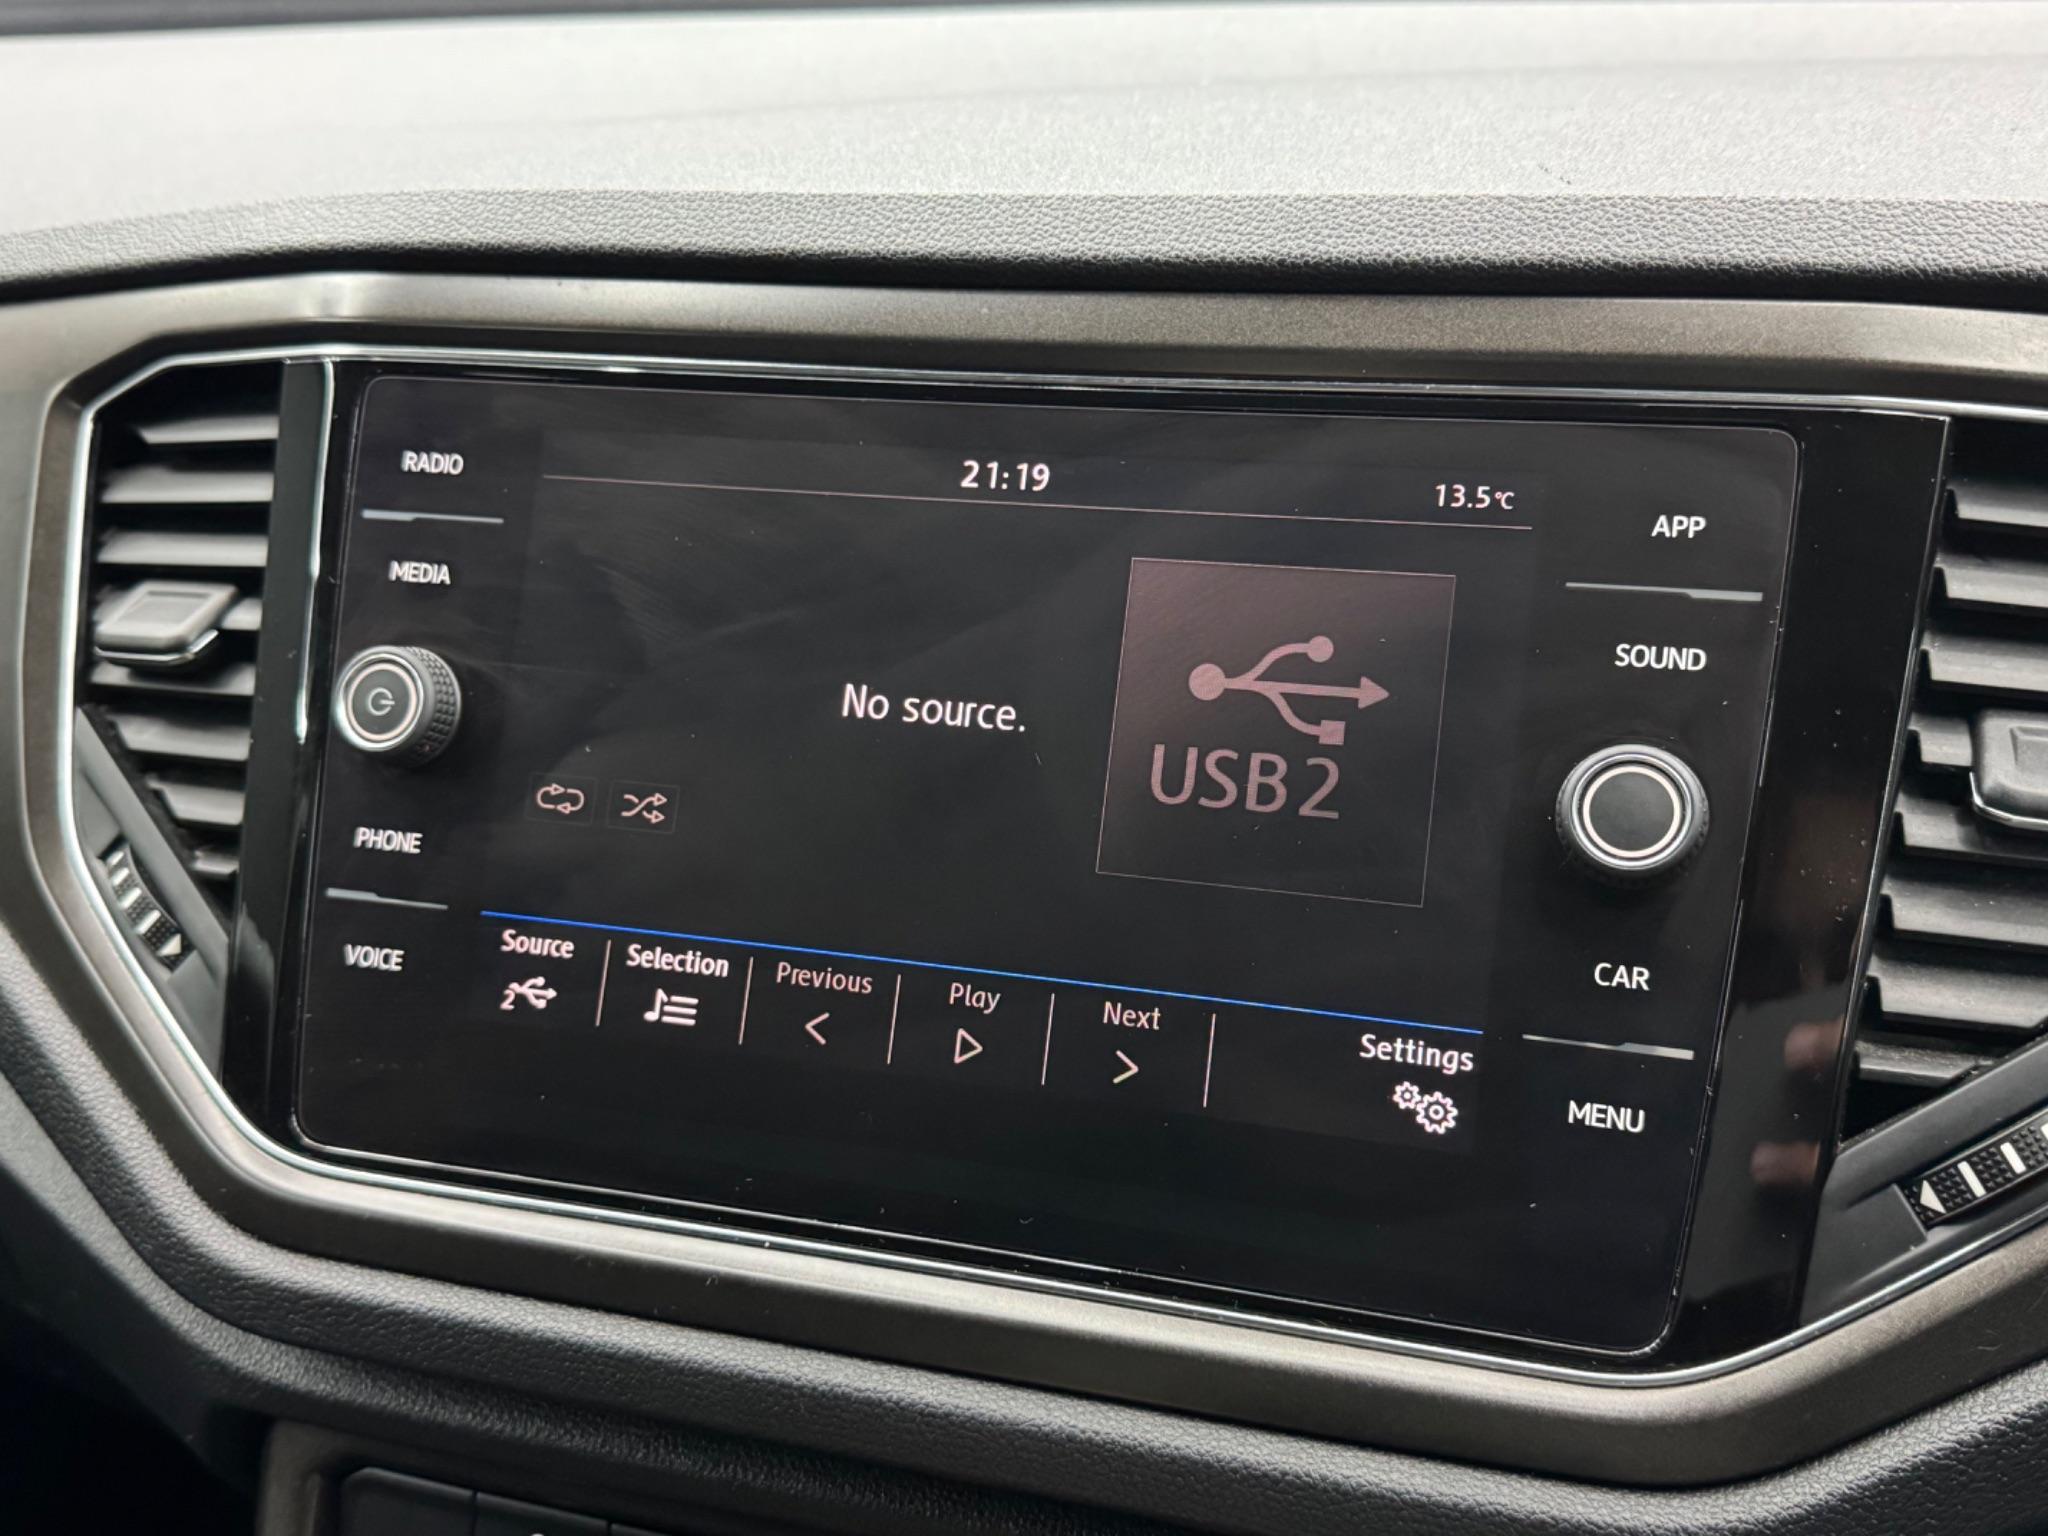 RADIO
21:19
13.5°C
APP
MEDIA
SOUND
No source.
USB2
PHONE
VOICE
Source
2
Selection
Previous
Play
Next
Settings
CAR
MENU